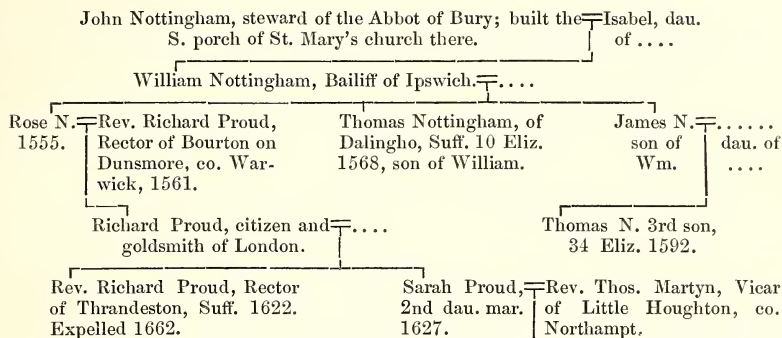 John Nottingham, steward of the Abbot of Bury; built the
S. porch of St. Mary's church there.
Isabel, dau.
of ....
William Nottingham, Bailiff of Ipswich. ....
Rose N.
1555.
Rev. Richard Proud,
Rector of Bourton on
Dunsmore, co. War-
wick, 1561.
Thomas Nottingham, of
Dalingho, Suff. 10 Eliz.
1568, son of William.
James N.
son of
Wm.
......
dau. of
....
Richard Proud, citizen and
goldsmith of London.
....
Thomas N. 3rd son,
34 Eliz. 1592.
Rev. Richard Proud, Rector
of Thrandeston, Suff. 1622.
Expelled 1662.
Sarah Proud,
2nd dau. mar.
1627.
Rev. Thos. Martyn, Vicar
of Little Houghton, co.
Northampt.